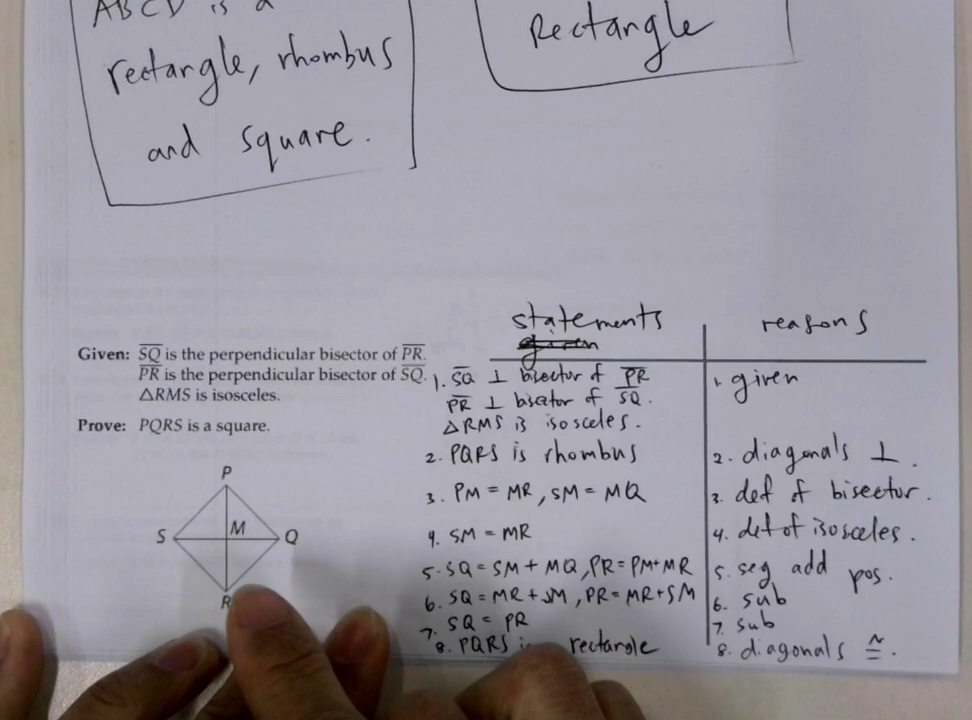 ABCD is a
rectangle, rhombus
and square.
Rectangle
Given: SQ is the perpendicular bisector of PR.
PR is the perpendicular bisector of SQ.
△RMS is isosceles.
Prove: PQRS is a square.
P
S M Q
R
statements reasons
1. SQ ⊥ bisector of PR 1. given
PR ⊥ bisector of SQ.
△RMS is isosceles.
2. PQRS is rhombus 2. diagonals ⊥.
3. PM = MR, SM = MQ 3. def of bisector.
4. SM = MR 4. def of isosceles.
5. SQ = SM + MQ, PR = PM + MR 5. seg add pos.
6. SQ = MR + SM, PR = MR + SM 6. sub
7. SQ = PR 7. sub
8. PQRS rectangle 8. diagonals ≅.